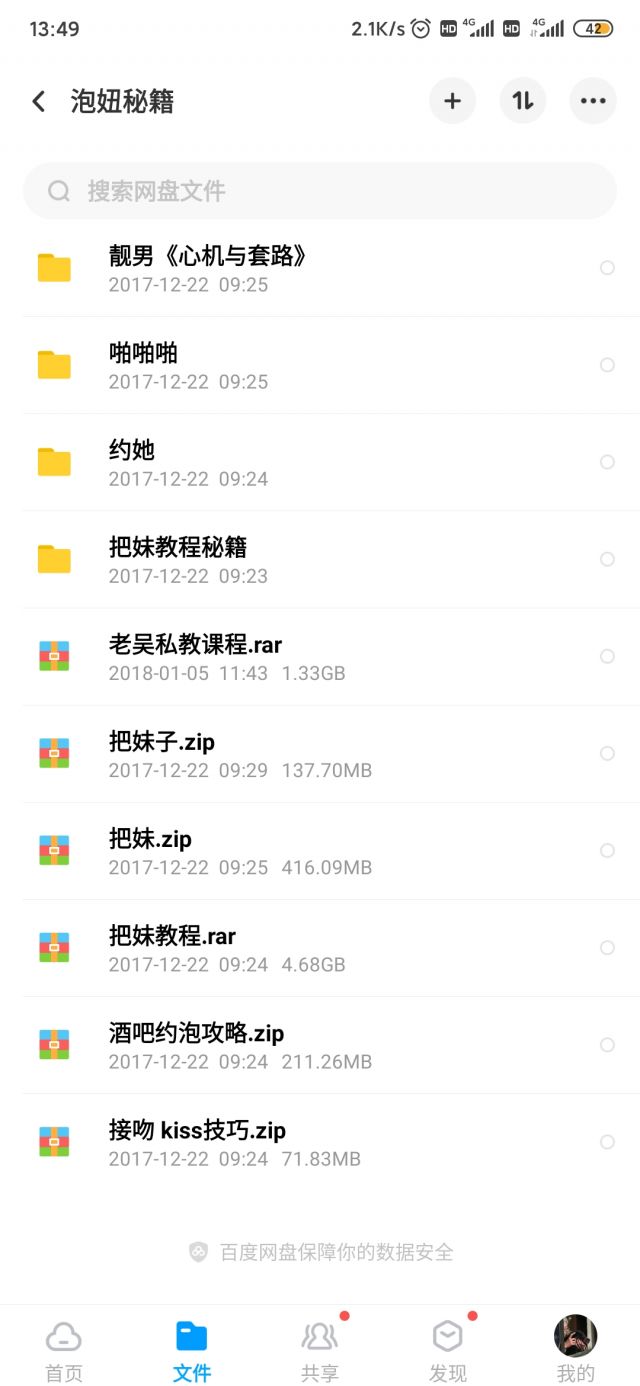 13:49
2.1K/s HD 4G HD 4G 42
泡妞秘籍
搜索网盘文件
靓男《心机与套路》
2017-12-22 09:25
啪啪啪
2017-12-22 09:25
约她
2017-12-22 09:24
把妹教程秘籍
2017-12-22 09:23
老吴私教课程.rar
2018-01-05 11:43 1.33GB
把妹子.zip
2017-12-22 09:29 137.70MB
把妹.zip
2017-12-22 09:25 416.09MB
把妹教程.rar
2017-12-22 09:24 4.68GB
酒吧约泡攻略.zip
2017-12-22 09:24 211.26MB
接吻 kiss技巧.zip
2017-12-22 09:24 71.83MB
百度网盘保障你的数据安全
首页 文件 共享 发现 我的